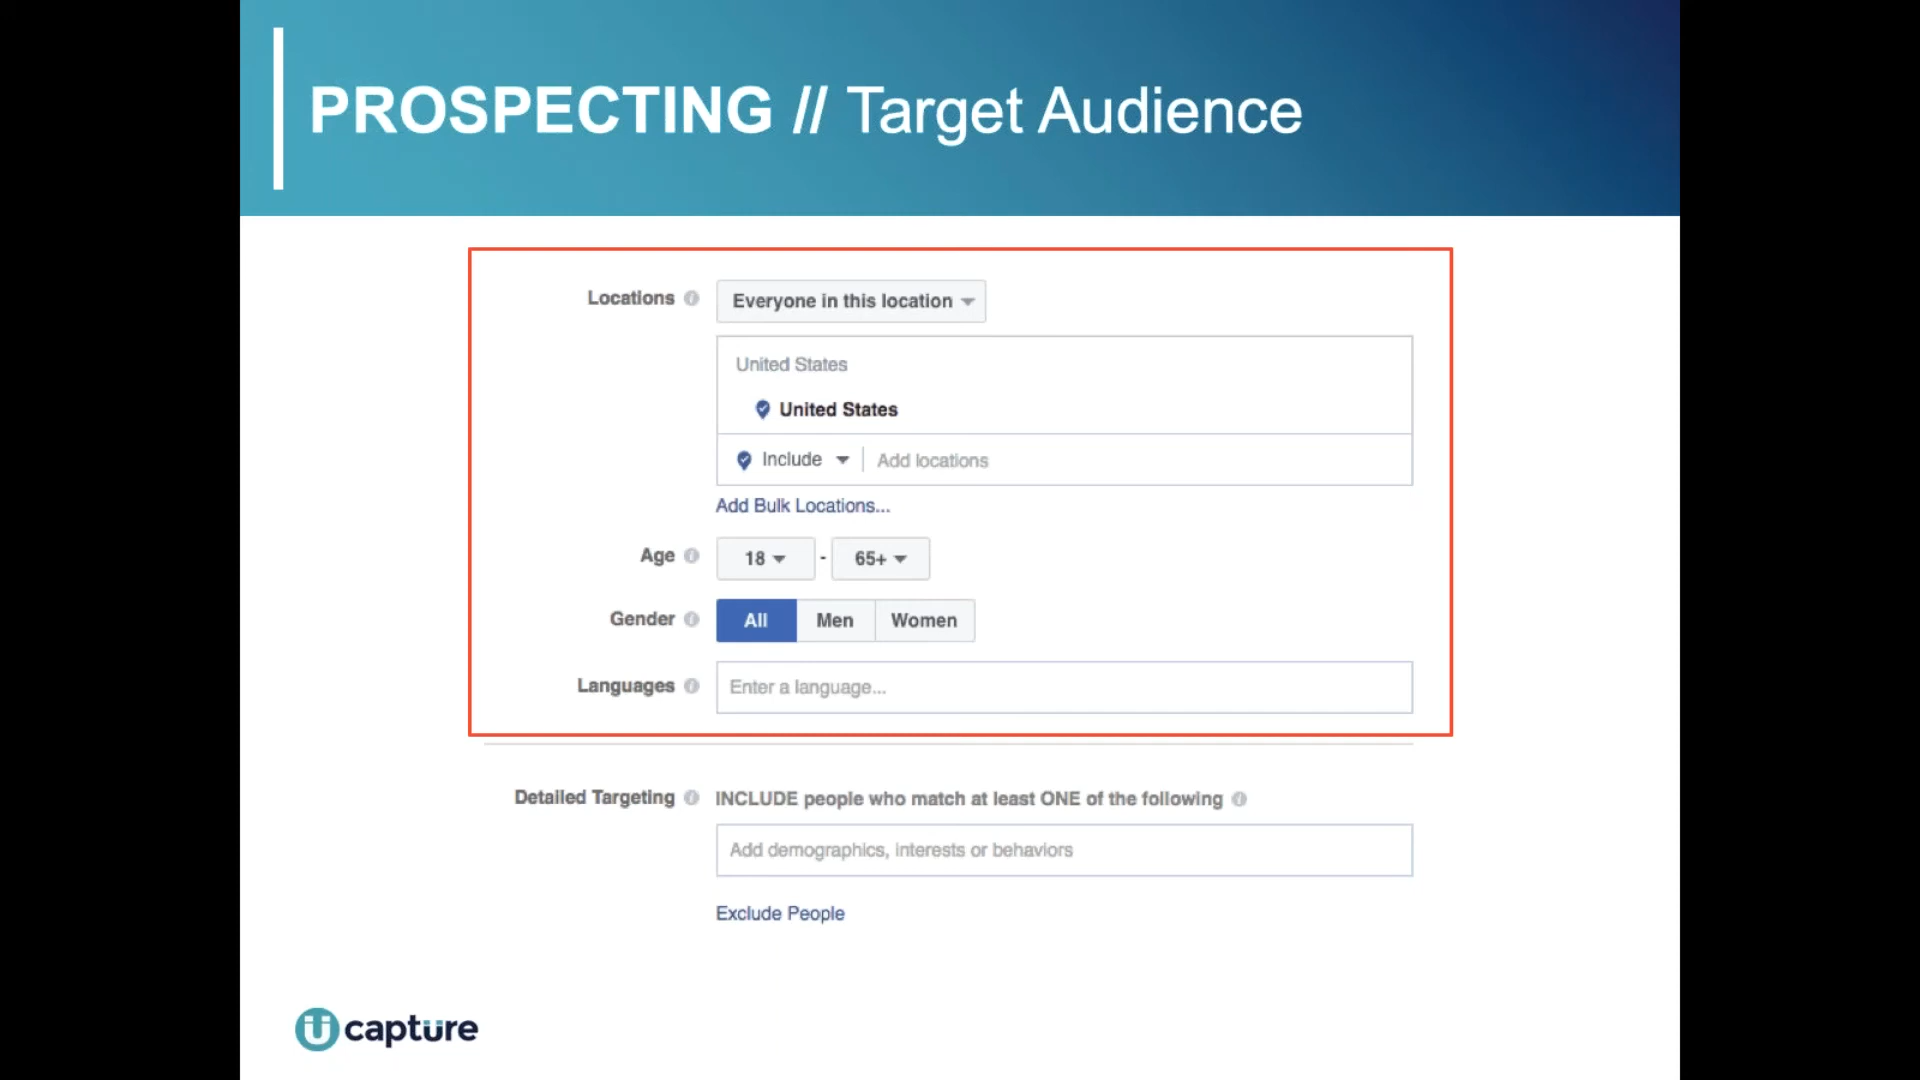 PROSPECTING // Target Audience
Locations Everyone in this location
United States
United States
Include Add locations
Add Bulk Locations...
Age 18 - 65+
Gender All Men Women
Languages Enter a language...
Detailed Targeting INCLUDE people who match at least ONE of the following
Add demographics, interests or behaviors
Exclude People
Ü captüre